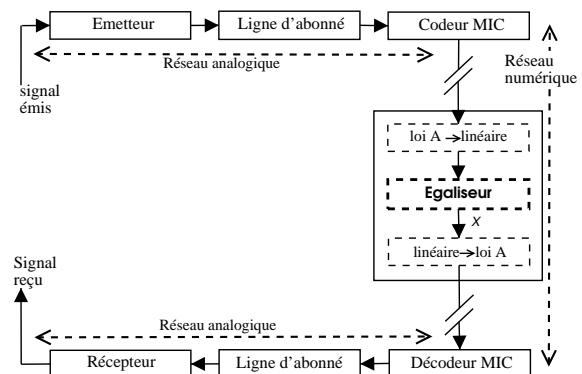 Emetteur
Ligne d'abonné
Codeur MIC
Réseau analogique
signal
émis
Réseau
numérique
loi A → linéaire
Egaliseur
x
linéaire → loi A
Signal
reçu
Réseau analogique
Récepteur
Ligne d'abonné
Décodeur MIC